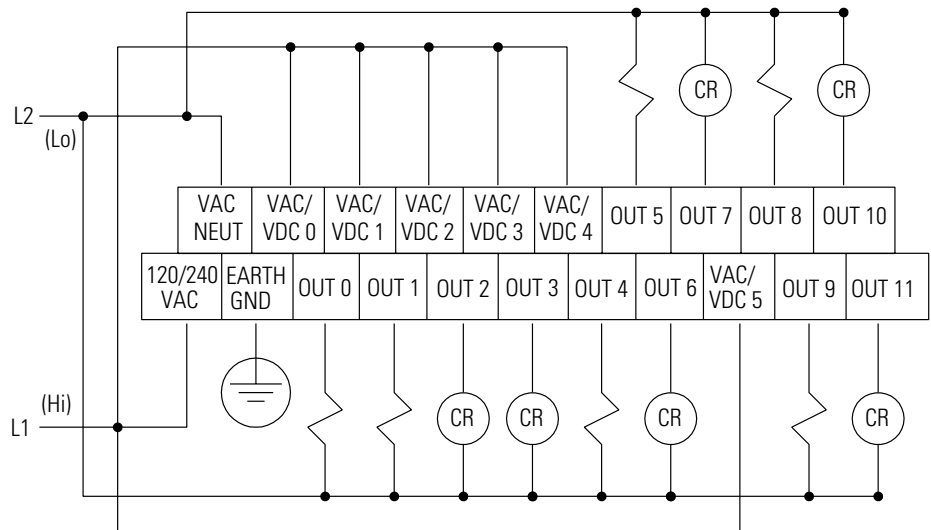 CR
CR
L2
(Lo)
VAC NEUT
VAC/ VDC 0
VAC/ VDC 1
VAC/ VDC 2
VAC/ VDC 3
VAC/ VDC 4
OUT 5
OUT 7
OUT 8
OUT 10
120/240 VAC
EARTH GND
OUT 0
OUT 1
OUT 2
OUT 3
OUT 4
OUT 6
VAC/ VDC 5
OUT 9
OUT 11
(Hi)
L1
CR
CR
CR
CR